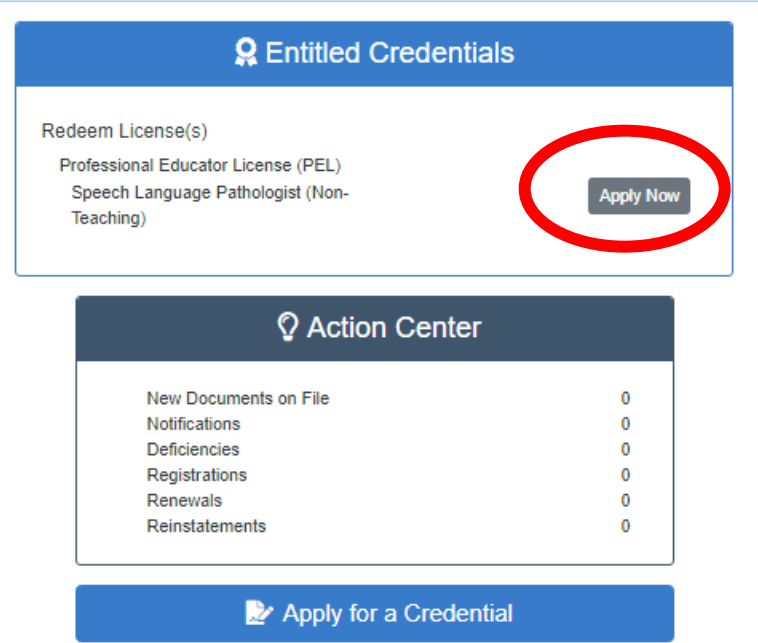 Entitled Credentials
Redeem License(s)
Professional Educator License (PEL)
Speech Language Pathologist (Non-
Teaching)
Apply Now
Action Center
New Documents on File 0
Notifications 0
Deficiencies 0
Registrations 0
Renewals 0
Reinstatements 0
Apply for a Credential